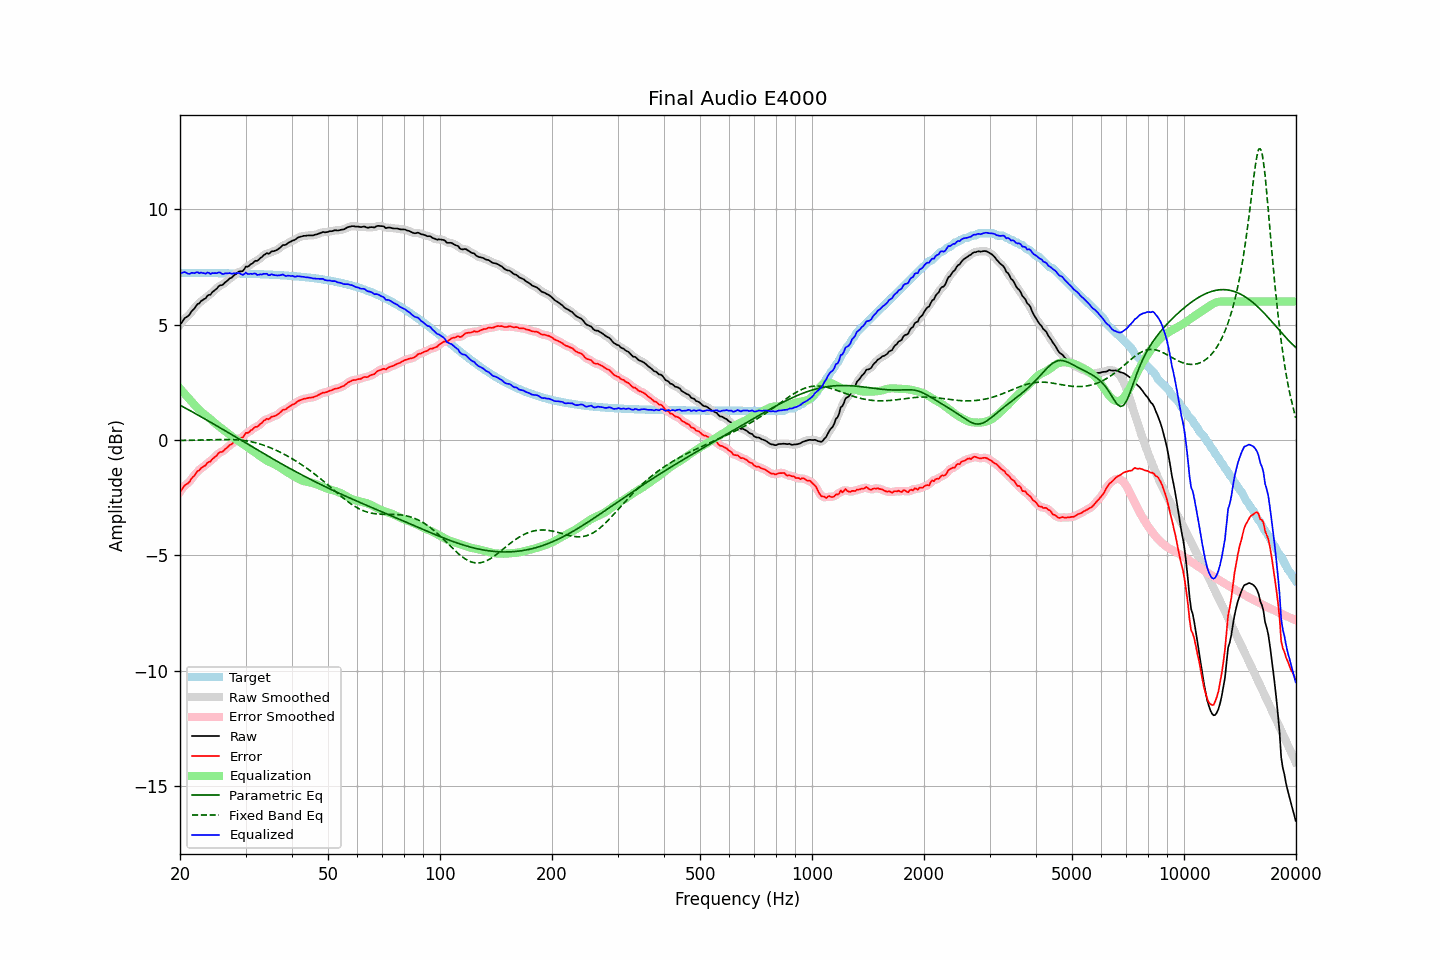 Final Audio E4000
Amplitude (dBr)
10
5
0
−5
−10
−15
Target
Raw Smoothed
Error Smoothed
Raw
Error
Equalization
Parametric Eq
Fixed Band Eq
Equalized
20 50 100 200 500 1000 2000 5000 10000 20000
Frequency (Hz)